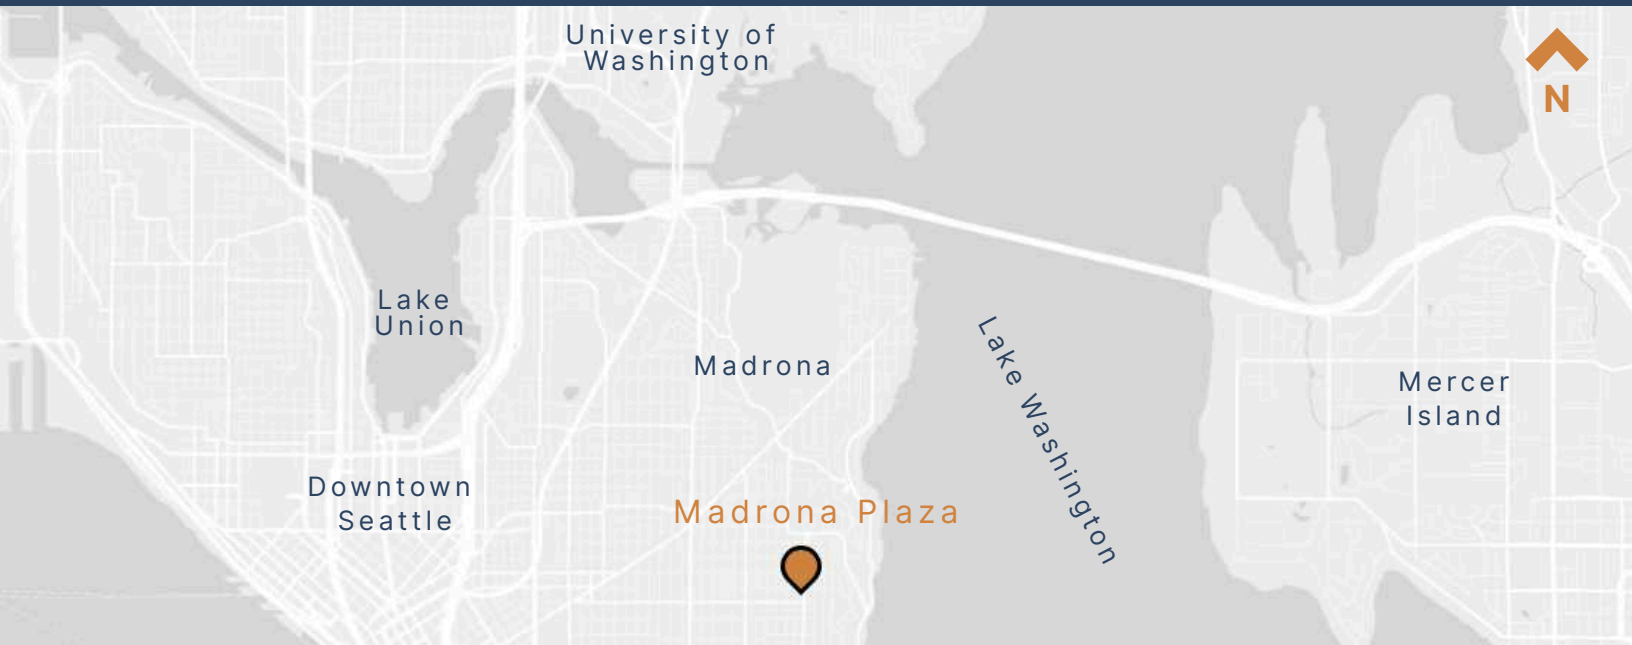 University of
Washington
N
Lake
Union
Madrona
Lake Washington
Mercer
Island
Downtown
Seattle
Madrona Plaza